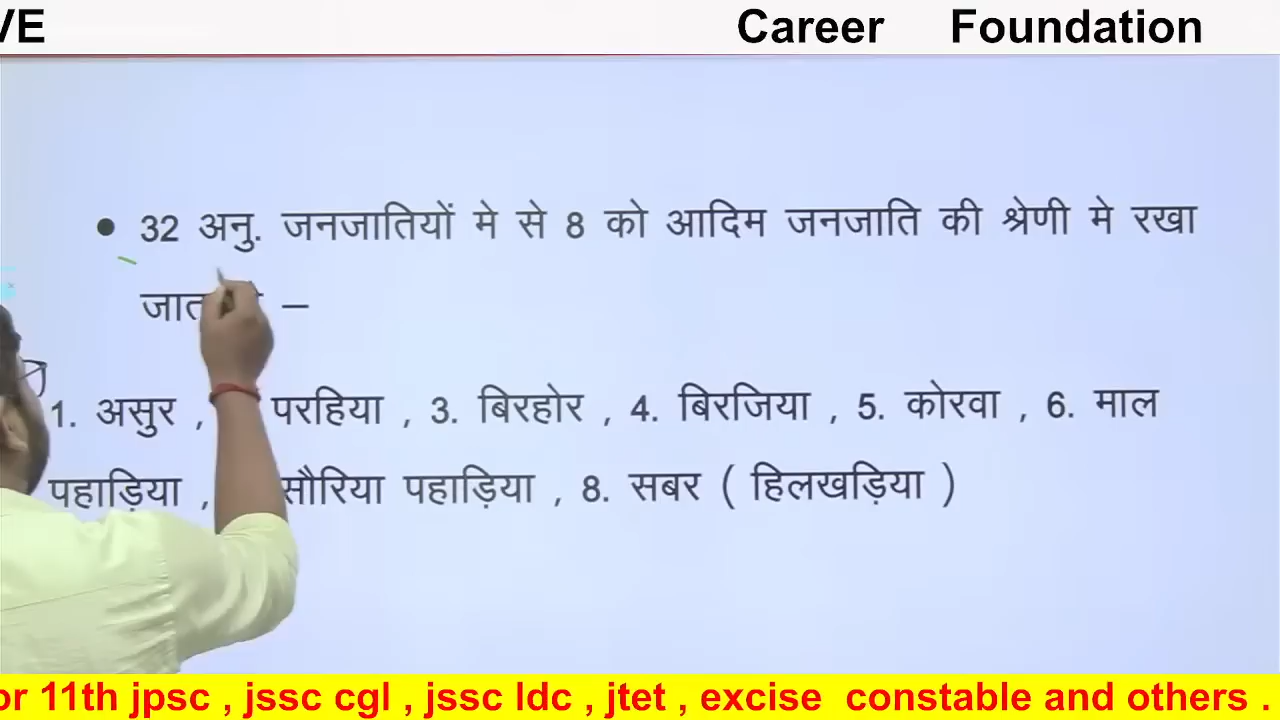 VE Career Foundation
• 32 अनु. जनजातियों मे से 8 को आदिम जनजाति की श्रेणी मे रखा
–
1. असुर , परहिया , 3. बिरहोर , 4. बिरजिया , 5. कोरवा , 6. माल
पहाड़िया , सौरिया पहाड़िया , 8. सबर ( हिलखड़िया )
or 11th jpsc , jssc cgl , jssc ldc , jtet , excise constable and others .